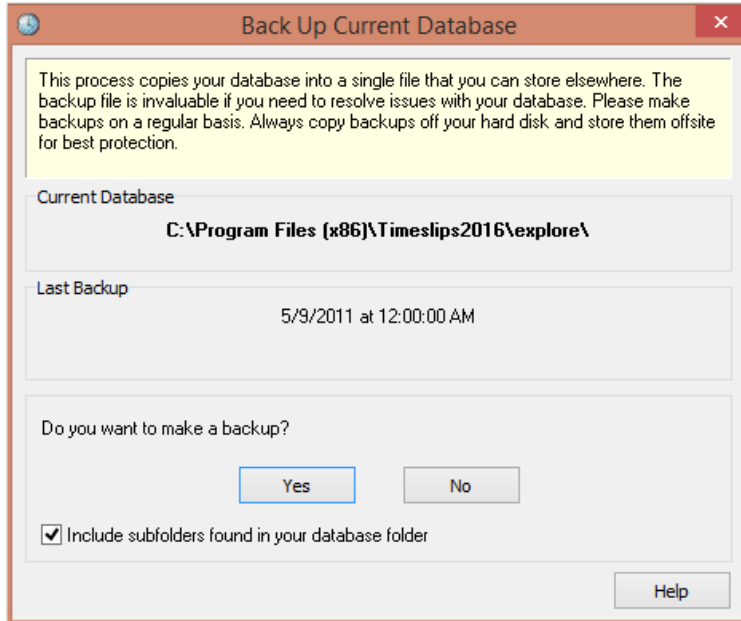 Back Up Current Database
This process copies your database into a single file that you can store elsewhere. The
backup file is invaluable if you need to resolve issues with your database. Please make
backups on a regular basis. Always copy backups off your hard disk and store them offsite
for best protection.
Current Database
C:\Program Files (x86)\Timeslips2016\explore\
Last Backup
5/9/2011 at 12:00:00 AM
Do you want to make a backup?
Yes No
Include subfolders found in your database folder
Help